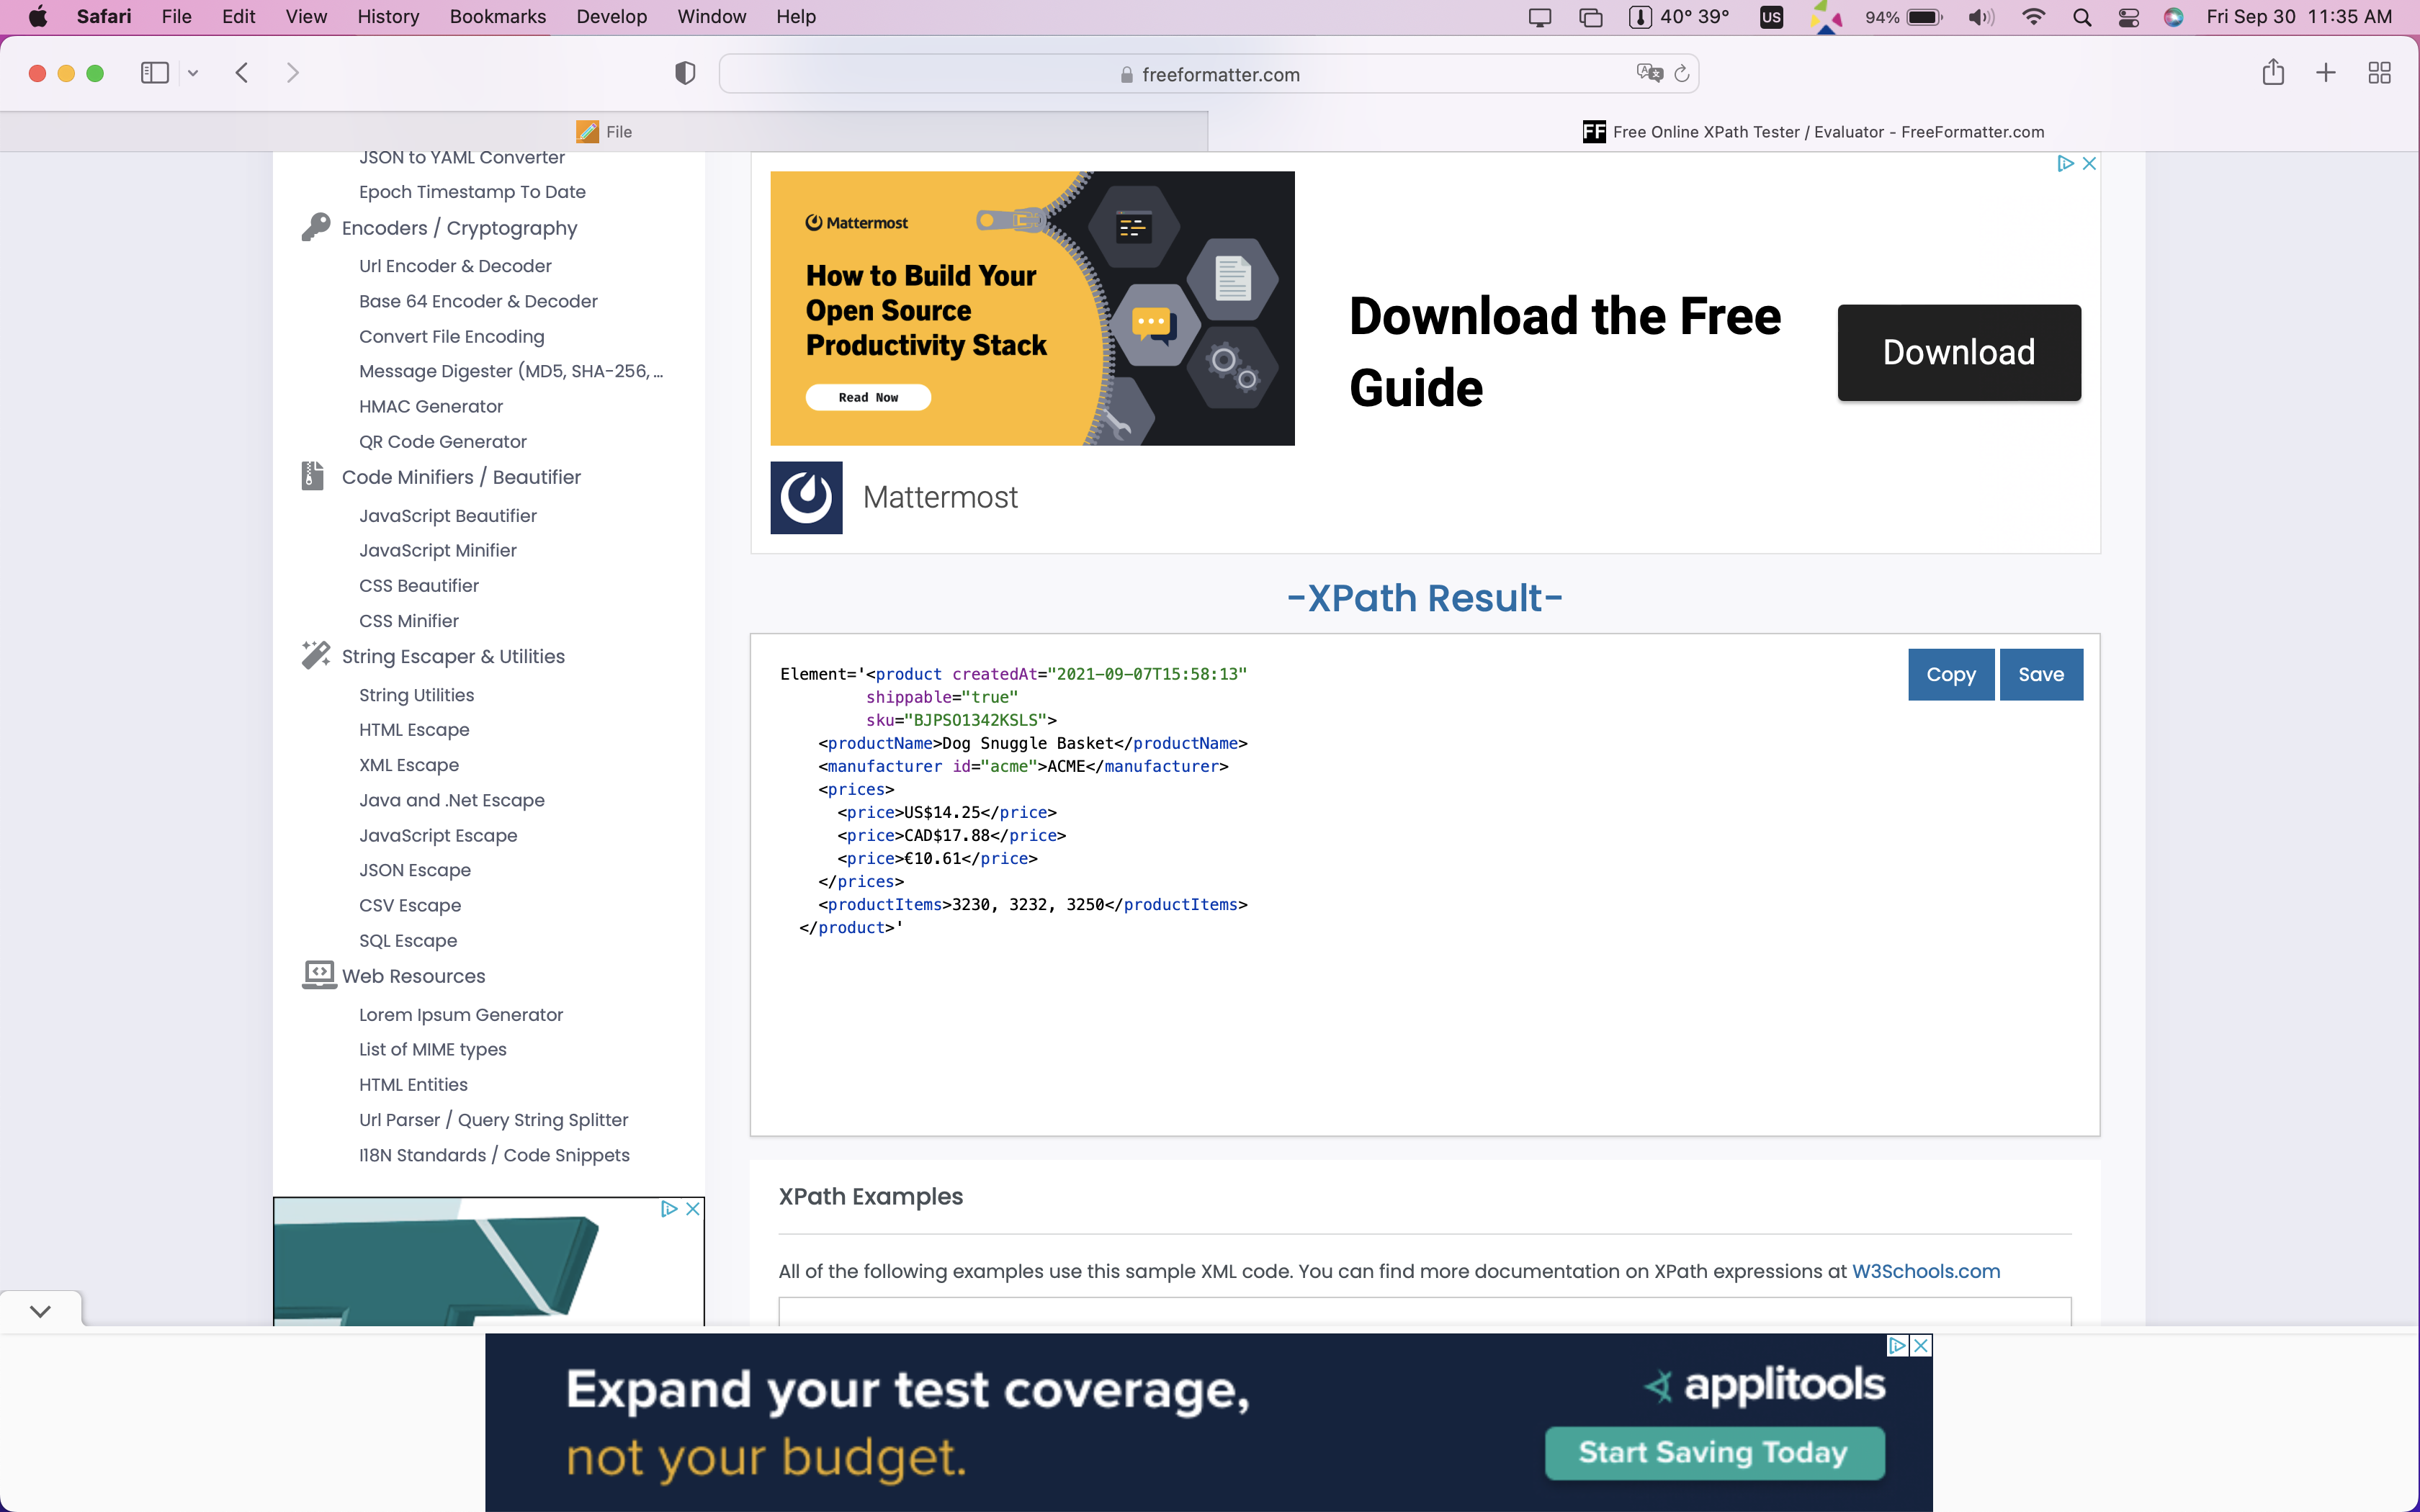 Safari File Edit View History Bookmarks Develop Window Help 40° 39° US 94% Fri Sep 30 11:35 AM
freeformatter.com
File
FF Free Online XPath Tester / Evaluator - FreeFormatter.com
JSON to YAML Converter
Epoch Timestamp To Date
Encoders / Cryptography
Url Encoder & Decoder
Base 64 Encoder & Decoder
Convert File Encoding
Message Digester (MD5, SHA-256, ...
HMAC Generator
QR Code Generator
Code Minifiers / Beautifier
JavaScript Beautifier
JavaScript Minifier
CSS Beautifier
CSS Minifier
String Escaper & Utilities
String Utilities
HTML Escape
XML Escape
Java and .Net Escape
JavaScript Escape
JSON Escape
CSV Escape
SQL Escape
Web Resources
Lorem Ipsum Generator
List of MIME types
HTML Entities
Url Parser / Query String Splitter
I18N Standards / Code Snippets
Mattermost
How to Build Your
Open Source
Productivity Stack
Read Now
Download the Free
Guide
Download
Mattermost
-XPath Result-
Copy Save
Element='<product createdAt="2021-09-07T15:58:13"
shippable="true"
sku="BJPSO1342KSLS">
<productName>Dog Snuggle Basket</productName>
<manufacturer id="acme">ACME</manufacturer>
<prices>
<price>US$14.25</price>
<price>CAD$17.88</price>
<price>€10.61</price>
</prices>
<productItems>3230, 3232, 3250</productItems>
</product>'
XPath Examples
All of the following examples use this sample XML code. You can find more documentation on XPath expressions at W3Schools.com
Expand your test coverage,
not your budget.
applitools
Start Saving Today